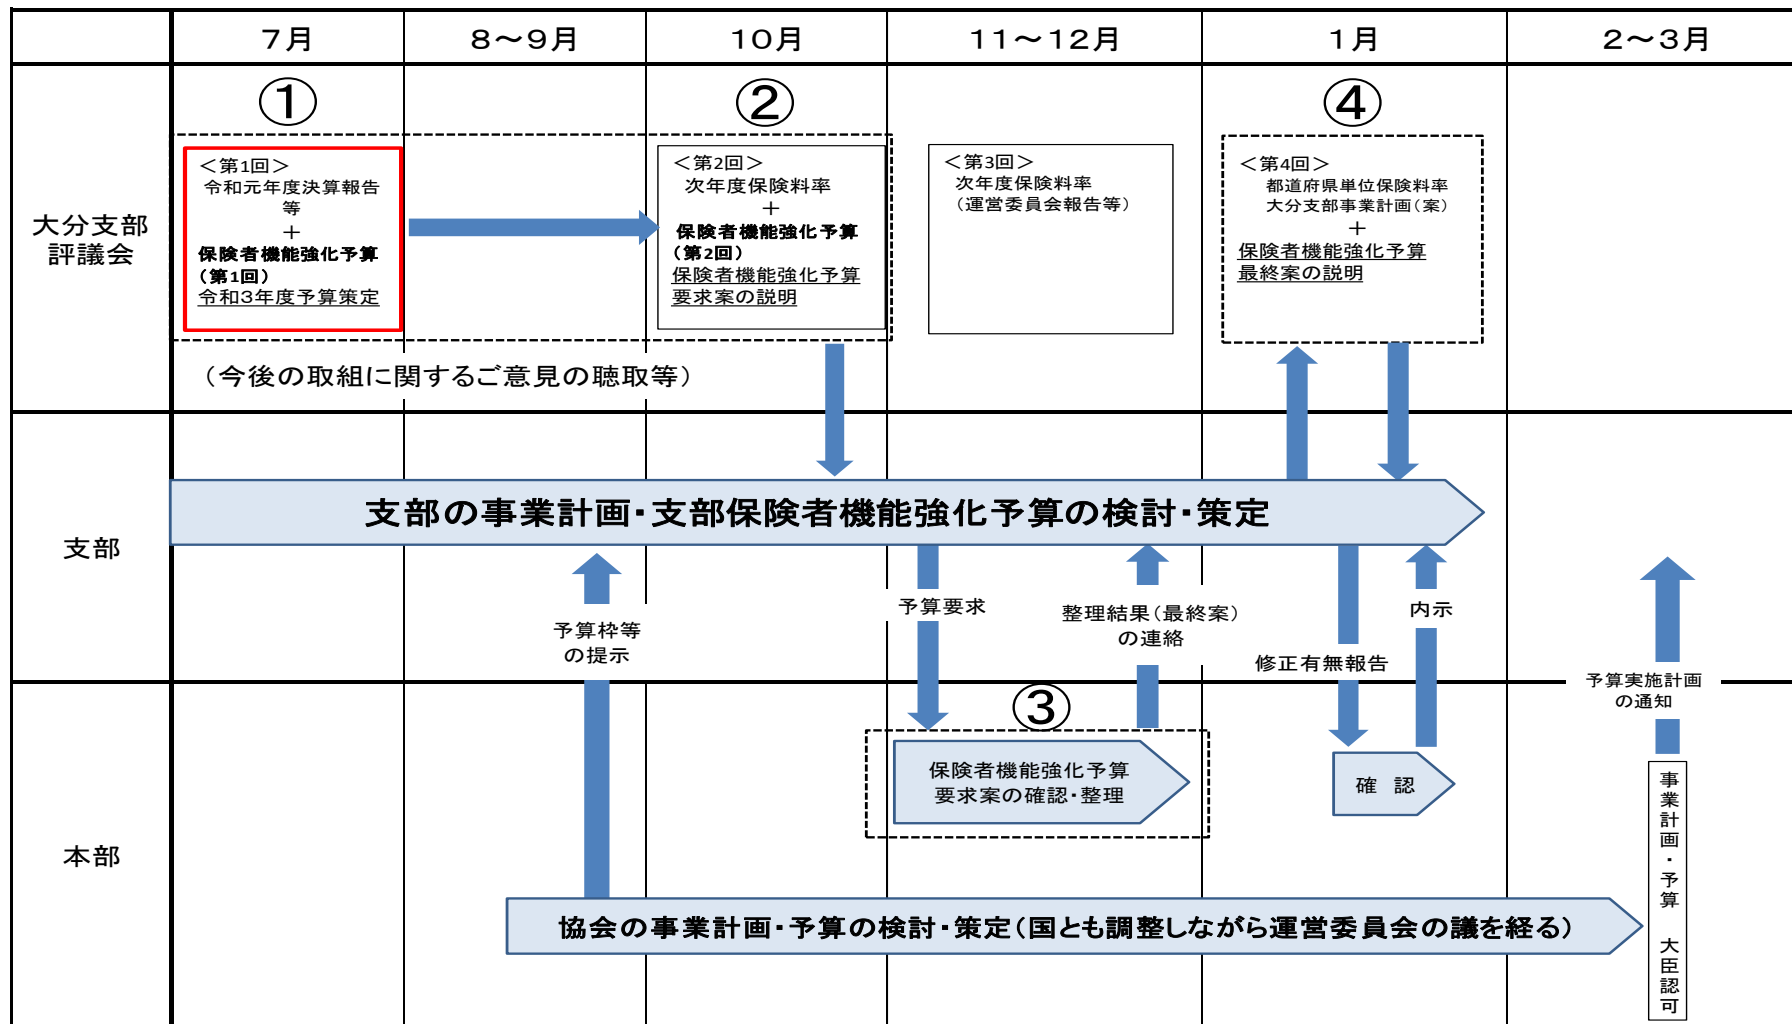 ７月
８～９月
１０月
１１～１２月
１月
２～３月
大分支部
評議会
①
②
④
＜第1回＞
令和元年度決算報告
等
＋
保険者機能強化予算
（第1回）
令和３年度予算策定
＜第2回＞
次年度保険料率
＋
保険者機能強化予算
（第2回）
保険者機能強化予算
要求案の説明
＜第3回＞
次年度保険料率
（運営委員会報告等）
＜第4回＞
都道府県単位保険料率
大分支部事業計画（案）
＋
保険者機能強化予算
最終案の説明
（今後の取組に関するご意見の聴取等）
支部
支部の事業計画・支部保険者機能強化予算の検討・策定
予算枠等
の提示
予算要求
整理結果（最終案）
の連絡
修正有無報告
内示
予算実施計画
の通知
本部
③
保険者機能強化予算
要求案の確認・整理
確 認
事業計画・予算 大臣認可
協会の事業計画・予算の検討・策定（国とも調整しながら運営委員会の議を経る）